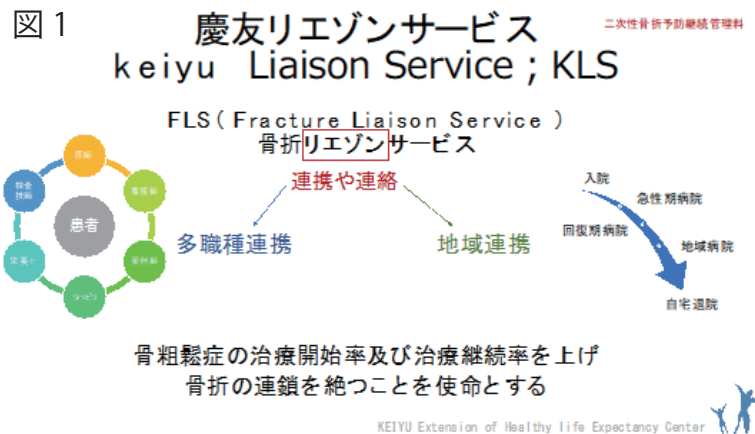 図1
慶友リエゾンサービス
二次性骨折予防継続管理料
keiyu Liaison Service ; KLS
FLS ( Fracture Liaison Service )
骨折リエゾンサービス
連携や連絡
多職種連携
地域連携
医師
看護師
薬剤師
リハビリ
栄養士
検査
技師
患者
入院
急性期病院
回復期病院
地域病院
自宅退院
骨粗鬆症の治療開始率及び治療継続率を上げ
骨折の連鎖を絶つことを使命とする
KEIYU Extension of Healthy life Expectancy Center